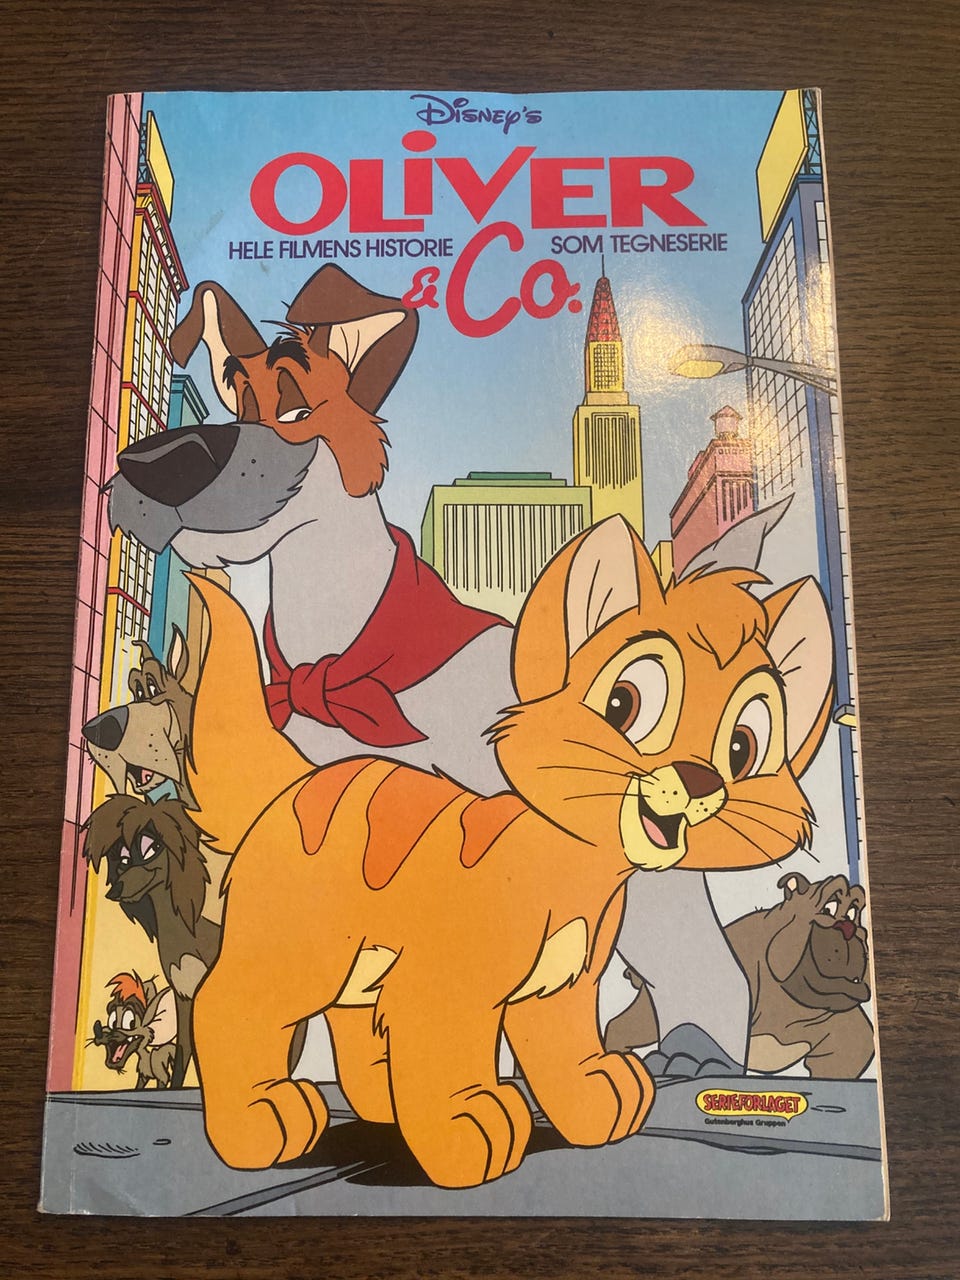 DISNEY'S
OLIVER
HELE FILMENS HISTORIE SOM TEGNESERIE
& Co.
SERIEFORLAGET
Gutenberghus Gruppen